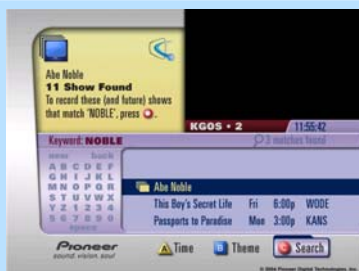 Abe Noble
11 Show Found
To record these (and future) shows
that match 'NOBLE', press C.
KGOS • 2 11:55:42
Keyword: NOBLE 3 matches found
back
A B C D E F
G H I J K L
M N O P Q R
S T U V W X
Y Z 1 2 3 4
5 6 7 8 9 0
space
Abe Noble
This Boy's Secret Life Fri 6:00p WODE
Passports to Paradise Mon 3:00p KANS
Pioneer
sound.vision.soul
A Time B Theme C Search
© 2004 Pioneer Digital Technologies, Inc.